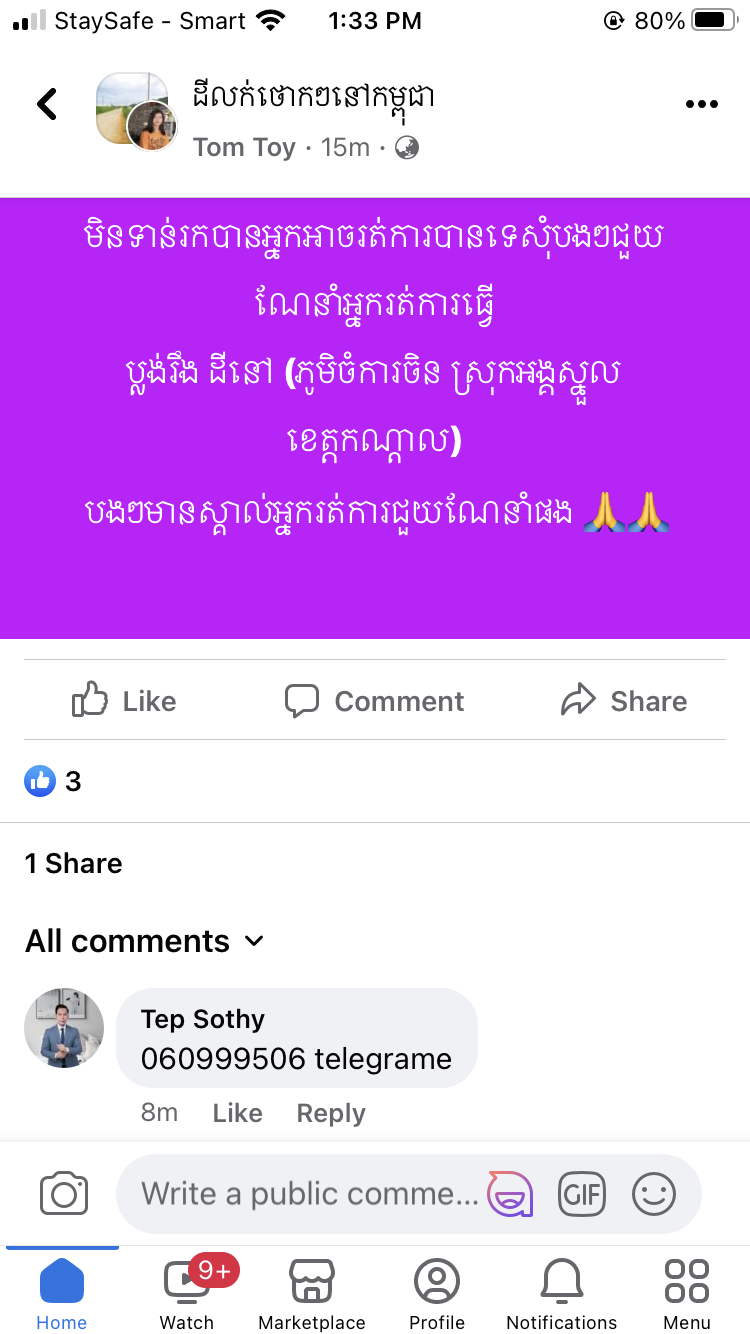 StaySafe - Smart 1:33 PM 80%
ដីលក់ថោកៗនៅកម្ពុជា
Tom Toy · 15m ·
មិនទាន់រកបានអ្នកអាចរត់ការបានទេសុំបងៗជួយ
ណែនាំអ្នករត់ការធ្វើ
ប្លង់រឹង ដីនៅ (ភូមិចំការចិន ស្រុកអង្គស្នួល
ខេត្តកណ្តាល)
បងៗមានស្គាល់អ្នករត់ការជួយណែនាំផង 🙏🙏
Like Comment Share
3
1 Share
All comments
Tep Sothy
060999506 telegrame
8m Like Reply
Write a public comme... GIF
9+
Home Watch Marketplace Profile Notifications Menu